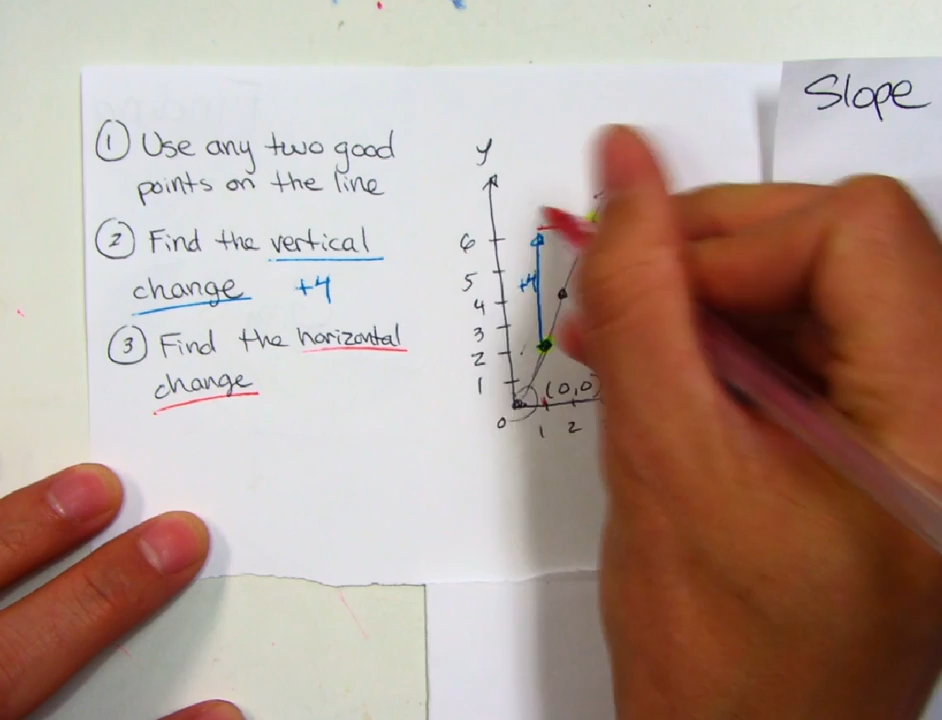 ① Use any two good
points on the line
② Find the vertical
change +4
③ Find the horizontal
change
y
6
5
4
3
2
1
0
+4
(0,0)
1 2
Slope